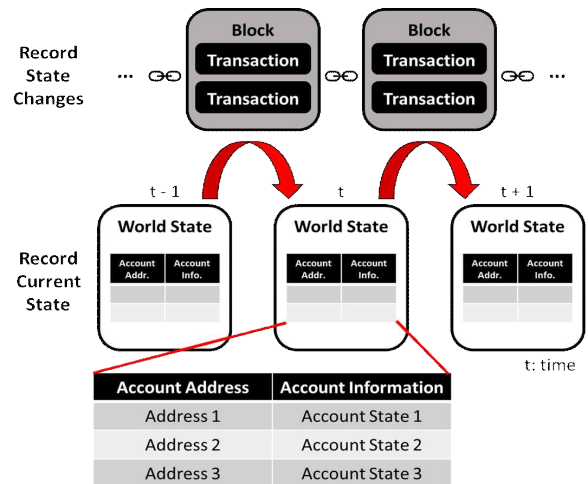 Record
State
Changes
...
Block
Transaction
Transaction
Block
Transaction
Transaction
...
t - 1
t
t + 1
Record
Current
State
World State
Account Addr.
Account Info.
World State
Account Addr.
Account Info.
World State
Account Addr.
Account Info.
t: time
Account Address
Account Information
Address 1
Account State 1
Address 2
Account State 2
Address 3
Account State 3